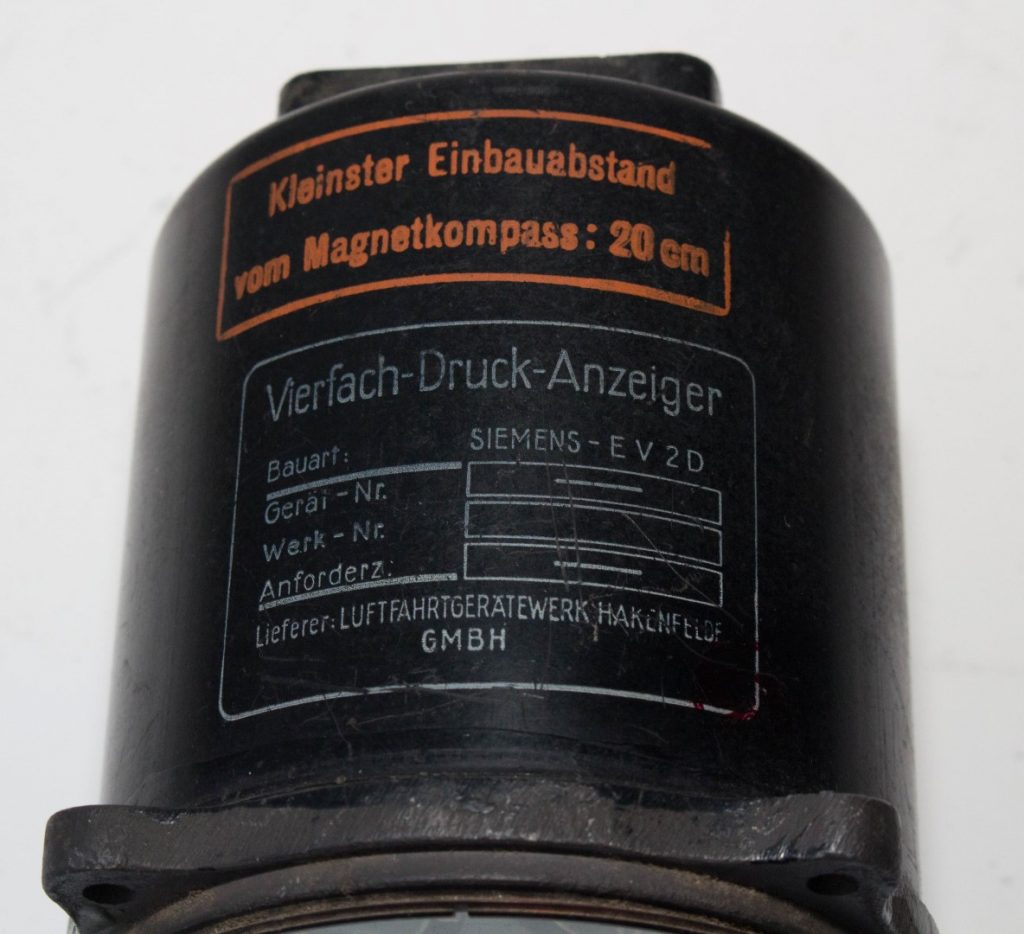 Kleinster Einbauabstand
vom Magnetkompass: 20 cm
Vierfach-Druck-Anzeiger
Bauart: SIEMENS - E V 2 D
Gerät - Nr.
Werk - Nr.
Anforderz.:
Lieferer: LUFTFAHRTGERÄTEWERK HAKENFELDE
GMBH